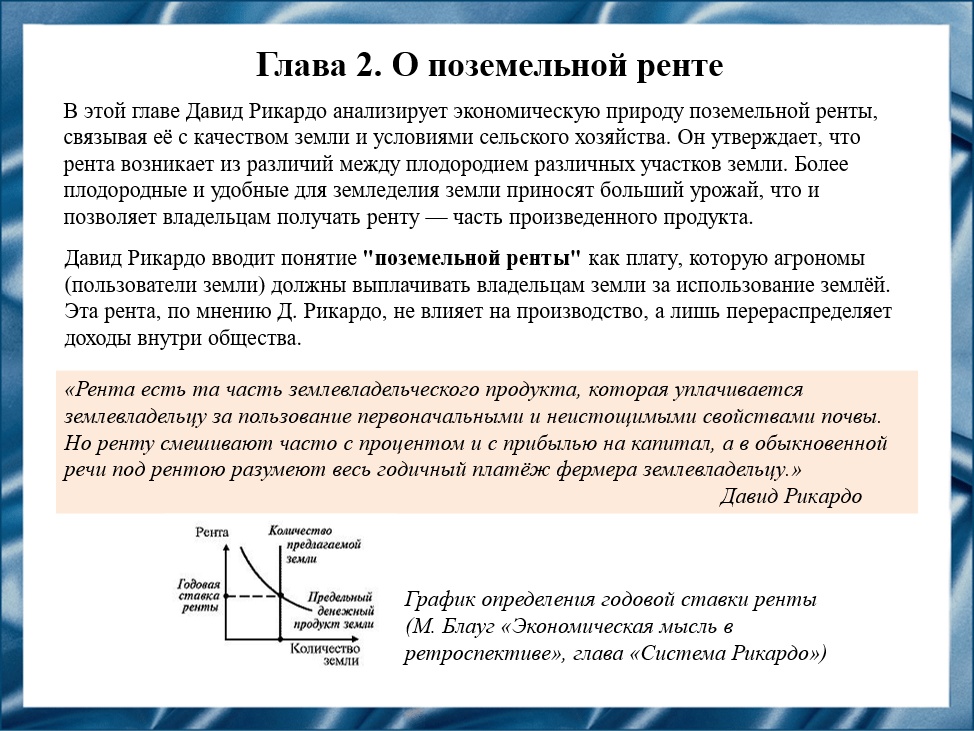 Глава 2. О поземельной ренте
В этой главе Давид Рикардо анализирует экономическую природу поземельной ренты,
связывая её с качеством земли и условиями сельского хозяйства. Он утверждает, что
рента возникает из различий между плодородием различных участков земли. Более
плодородные и удобные для земледелия земли приносят больший урожай, что и
позволяет владельцам получать ренту — часть произведенного продукта.
Давид Рикардо вводит понятие "поземельной ренты" как плату, которую агрономы
(пользователи земли) должны выплачивать владельцам земли за использование землёй.
Эта рента, по мнению Д. Рикардо, не влияет на производство, а лишь перераспределяет
доходы внутри общества.
«Рента есть та часть землевладельческого продукта, которая уплачивается
землевладельцу за пользование первоначальными и неистощимыми свойствами почвы.
Но ренту смешивают часто с процентом и с прибылью на капитал, а в обыкновенной
речи под рентою разумеют весь годичный платёж фермера землевладельцу.»
Давид Рикардо
Рента
Количество
предлагаемой
земли
Годовая
ставка
ренты
Предельный
денежный
продукт земли
Количество
земли
График определения годовой ставки ренты
(М. Блауг «Экономическая мысль в
ретроспективе», глава «Система Рикардо»)